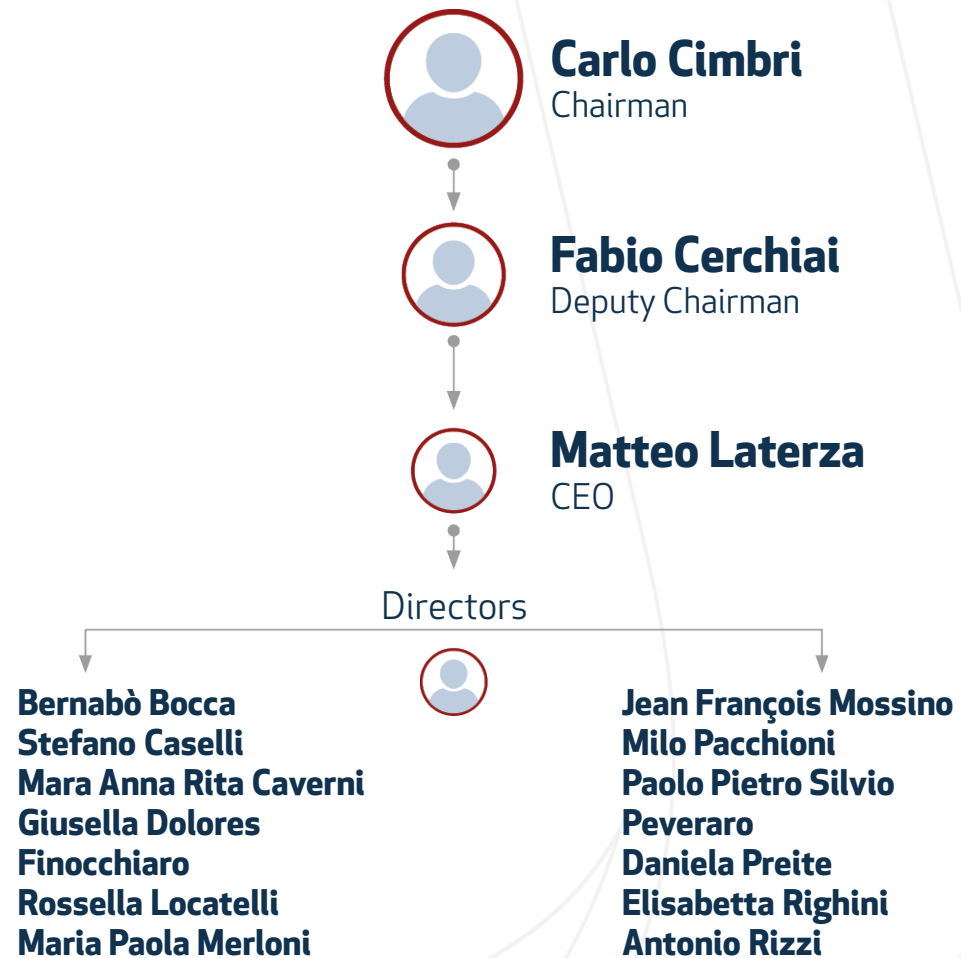 Carlo Cimbri
Chairman
Fabio Cerchiai
Deputy Chairman
Matteo Laterza
CEO
Directors
Bernabò Bocca
Stefano Caselli
Mara Anna Rita Caverni
Giusella Dolores
Finocchiaro
Rossella Locatelli
Maria Paola Merloni
Jean François Mossino
Milo Pacchioni
Paolo Pietro Silvio
Peveraro
Daniela Preite
Elisabetta Righini
Antonio Rizzi